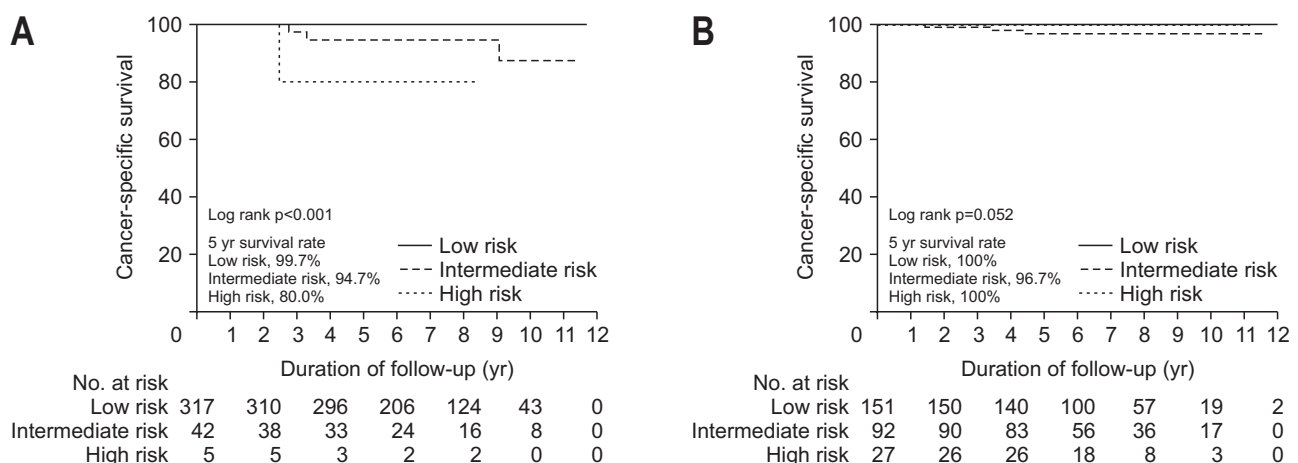 A
100
80
60
40
20
0
Cancer-specific survival
Log rank p<0.001
5 yr survival rate
Low risk, 99.7%
Intermediate risk, 94.7%
High risk, 80.0%
Low risk
Intermediate risk
High risk
1 2 3 4 5 6 7 8 9 10 11 12
Duration of follow-up (yr)
No. at risk
Low risk 317 310 296 206 124 43 0
Intermediate risk 42 38 33 24 16 8 0
High risk 5 5 3 2 2 0 0
B
100
80
60
40
20
0
Cancer-specific survival
Log rank p=0.052
5 yr survival rate
Low risk, 100%
Intermediate risk, 96.7%
High risk, 100%
Low risk
Intermediate risk
High risk
1 2 3 4 5 6 7 8 9 10 11 12
Duration of follow-up (yr)
No. at risk
Low risk 151 150 140 100 57 19 2
Intermediate risk 92 90 83 56 36 17 0
High risk 27 26 26 18 8 3 0